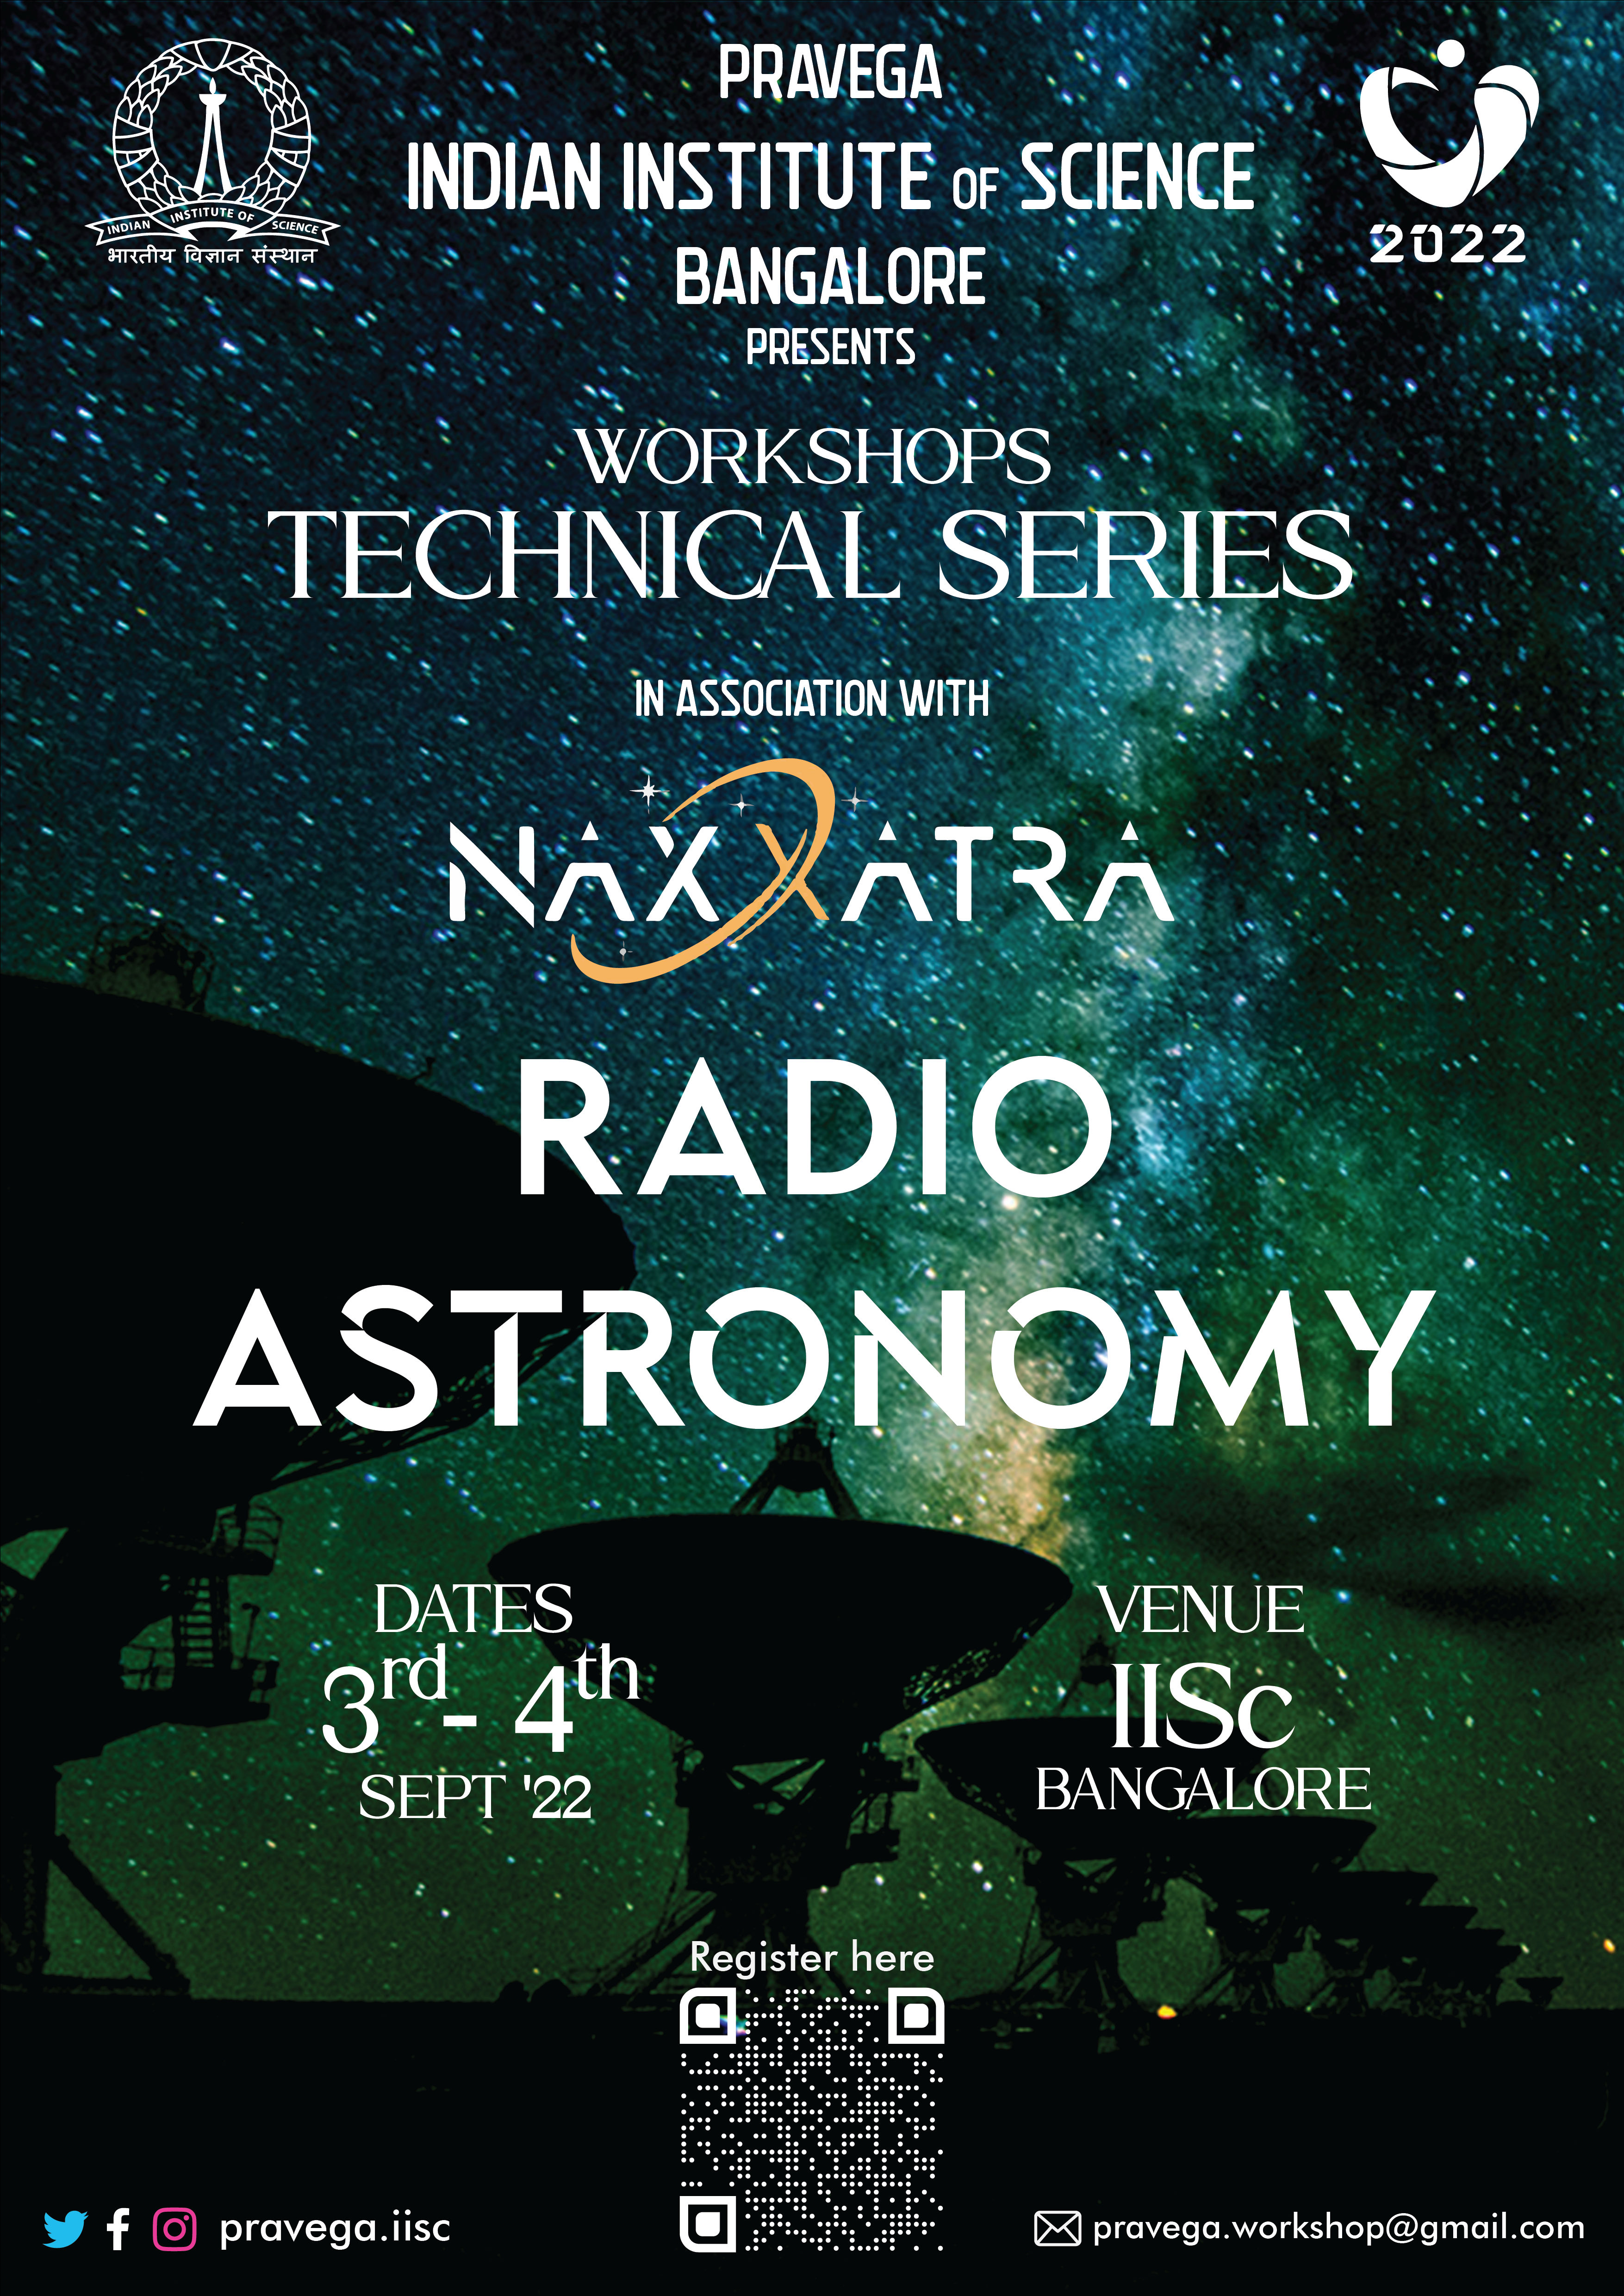 PRAVEGA
INDIAN INSTITUTE OF SCIENCE
BANGALORE
PRESENTS
INDIAN INSTITUTE OF SCIENCE
भारतीय विज्ञान संस्थान
2022
WORKSHOPS
TECHNICAL SERIES
IN ASSOCIATION WITH
NAXXATRA
RADIO
ASTRONOMY
DATES
3rd - 4th
SEPT '22
VENUE
IISc
BANGALORE
Register here
pravega.iisc
pravega.workshop@gmail.com